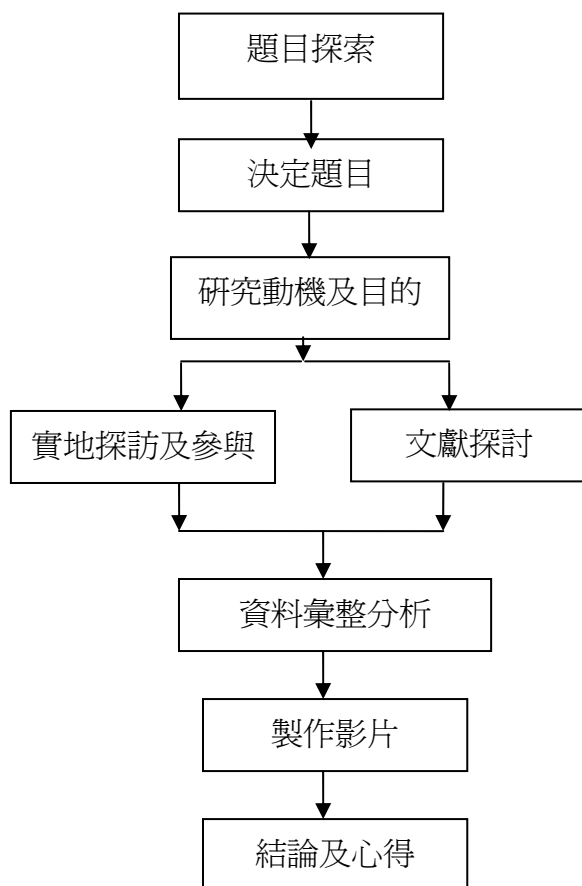 題目探索
決定題目
研究動機及目的
實地探訪及參與
文獻探討
資料彙整分析
製作影片
結論及心得